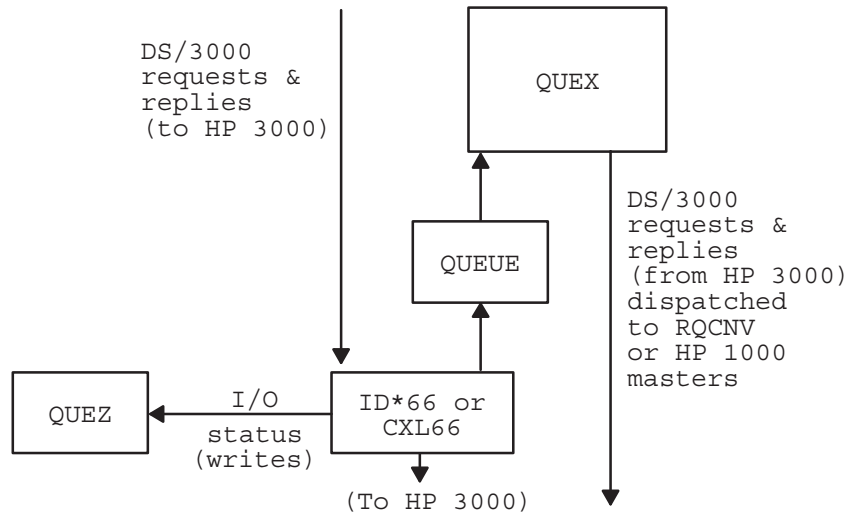 DS/3000
requests &
replies
(to HP 3000)
QUEX
DS/3000
requests &
replies
(from HP 3000)
dispatched
to RQCNV
or HP 1000
masters
QUEUE
QUEZ
I/O
status
(writes)
ID*66 or
CXL66
(To HP 3000)